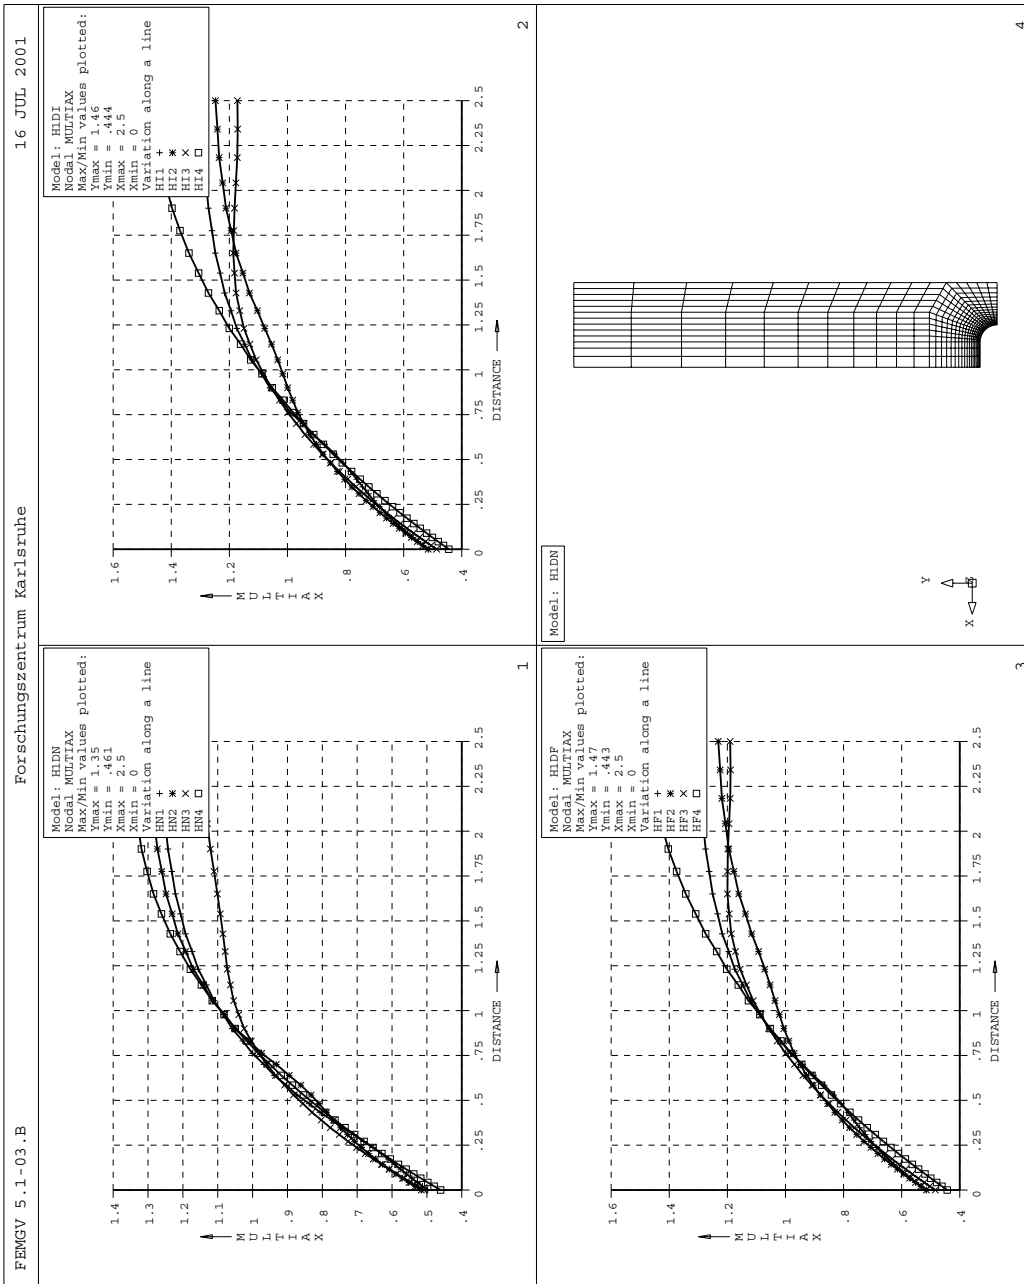 FEMGV 5.1-03.B
Forschungszentrum Karlsruhe
16 JUL 2001
Model: H1DN
Nodal MULTIAX
Max/Min values plotted:
Ymax = 1.35
Ymin = .461
Xmax = 2.5
Xmin = 0
Variation along a line
HN1 +
HN2 ✱
HN3 ×
HN4 □
1.4
1.3
1.2
1.1
1
.9
.8
.7
.6
.5
MULTIAX
0
.25
.5
.75
1
1.25
1.5
1.75
2
2.25
2.5
DISTANCE
1
Model: H1DI
Nodal MULTIAX
Max/Min values plotted:
Ymax = 1.46
Ymin = .444
Xmax = 2.5
Xmin = 0
Variation along a line
HI1 +
HI2 ✱
HI3 ×
HI4 □
1.6
1.4
1.2
1
.8
.6
.4
MULTIAX
0
.25
.5
.75
1
1.25
1.5
1.75
2
2.25
2.5
DISTANCE
2
Model: H1DF
Nodal MULTIAX
Max/Min values plotted:
Ymax = 1.47
Ymin = .443
Xmax = 2.5
Xmin = 0
Variation along a line
HF1 +
HF2 ✱
HF3 ×
HF4 □
1.6
1.4
1.2
1
.8
.6
.4
MULTIAX
0
.25
.5
.75
1
1.25
1.5
1.75
2
2.25
2.5
DISTANCE
3
Model: H1DN
Y
X
4